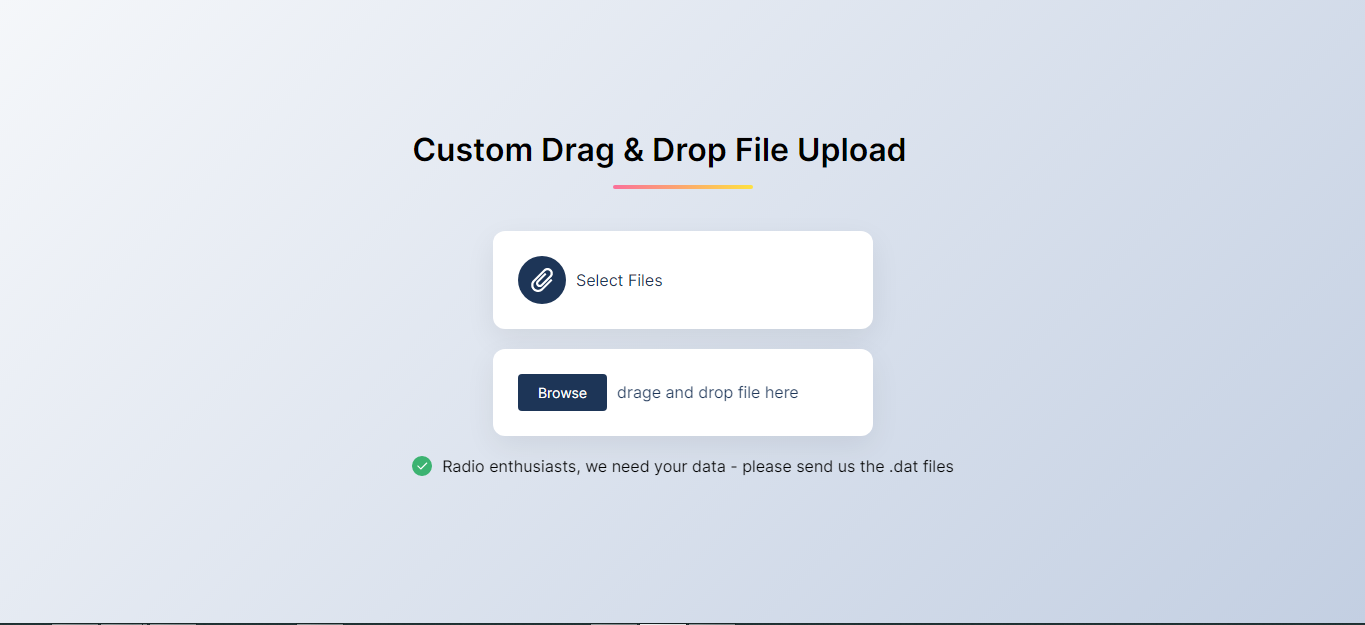 Custom Drag & Drop File Upload
Select Files
Browse drage and drop file here
Radio enthusiasts, we need your data - please send us the .dat files